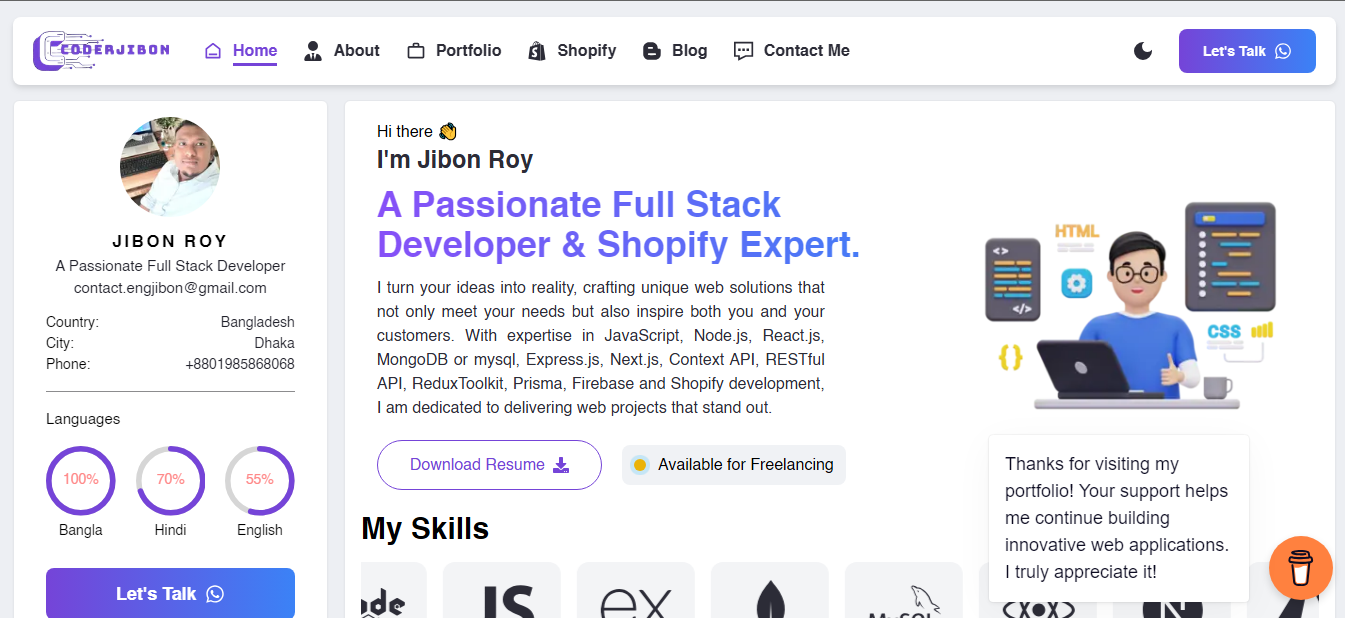 CODERJIBON
Home
About
Portfolio
Shopify
Blog
Contact Me
Let's Talk
JIBON ROY
A Passionate Full Stack Developer
contact.engjibon@gmail.com
Country: Bangladesh
City: Dhaka
Phone: +8801985868068
Languages
100% 70% 55%
Bangla Hindi English
Let's Talk
Hi there 👋
I'm Jibon Roy
A Passionate Full Stack
Developer & Shopify Expert.
I turn your ideas into reality, crafting unique web solutions that
not only meet your needs but also inspire both you and your
customers. With expertise in JavaScript, Node.js, React.js,
MongoDB or mysql, Express.js, Next.js, Context API, RESTful
API, ReduxToolkit, Prisma, Firebase and Shopify development,
I am dedicated to delivering web projects that stand out.
Download Resume
Available for Freelancing
HTML
<>
</>
CSS
{}
Thanks for visiting my
portfolio! Your support helps
me continue building
innovative web applications.
I truly appreciate it!
My Skills
JS
ex
MySQL
N